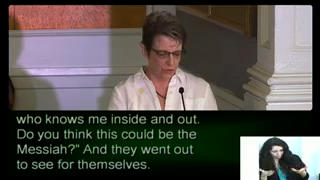 who knows me inside and out.
Do you think this could be the
Messiah?" And they went out
to see for themselves.